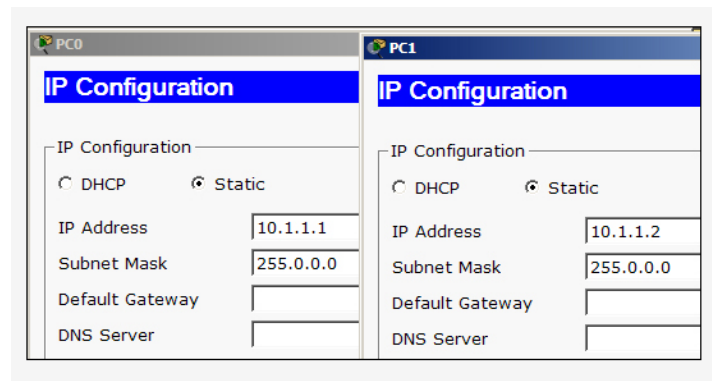 PC0
IP Configuration
IP Configuration
DHCP Static
IP Address 10.1.1.1
Subnet Mask 255.0.0.0
Default Gateway
DNS Server
PC1
IP Configuration
IP Configuration
DHCP Static
IP Address 10.1.1.2
Subnet Mask 255.0.0.0
Default Gateway
DNS Server